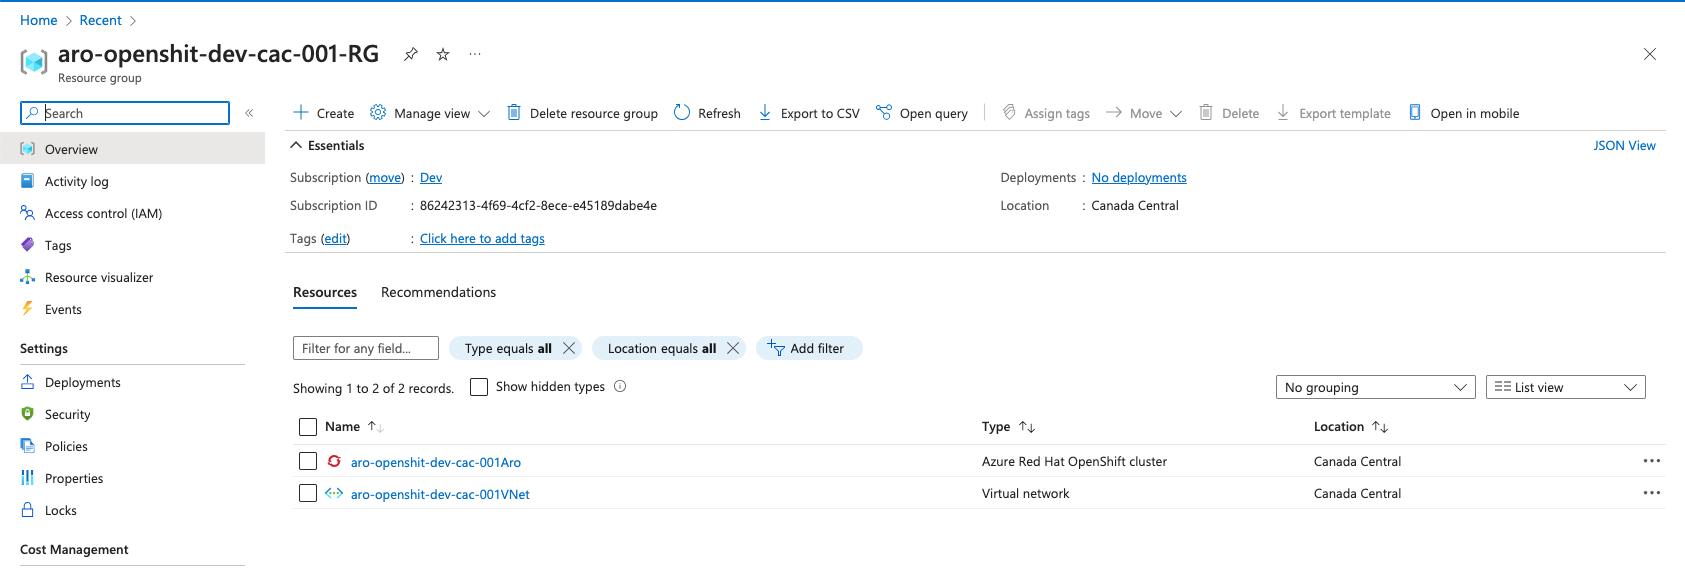 Home > Recent >
aro-openshit-dev-cac-001-RG
Resource group
Search
Overview
Activity log
Access control (IAM)
Tags
Resource visualizer
Events
Settings
Deployments
Security
Policies
Properties
Locks
Cost Management
Create Manage view Delete resource group Refresh Export to CSV Open query Assign tags Move Delete Export template Open in mobile
Essentials JSON View
Subscription (move) : Dev Deployments : No deployments
Subscription ID : 86242313-4f69-4cf2-8ece-e45189dabe4e Location : Canada Central
Tags (edit) : Click here to add tags
Resources Recommendations
Filter for any field... Type equals all Location equals all Add filter
Showing 1 to 2 of 2 records. Show hidden types No grouping List view
Name Type Location
aro-openshit-dev-cac-001Aro Azure Red Hat OpenShift cluster Canada Central
aro-openshit-dev-cac-001VNet Virtual network Canada Central